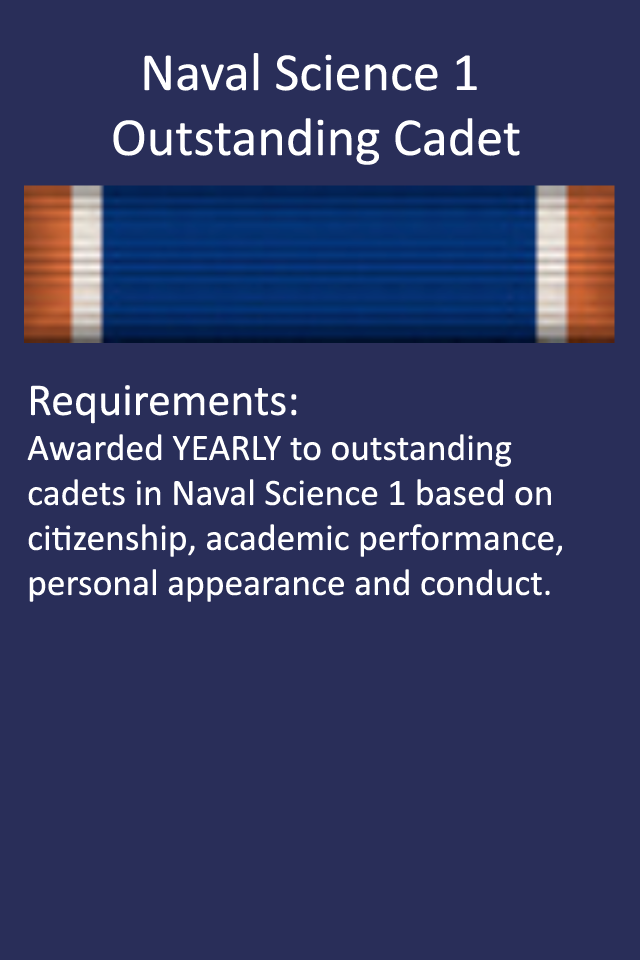 Naval Science 1
Outstanding Cadet
Requirements:
Awarded YEARLY to outstanding
cadets in Naval Science 1 based on
citizenship, academic performance,
personal appearance and conduct.